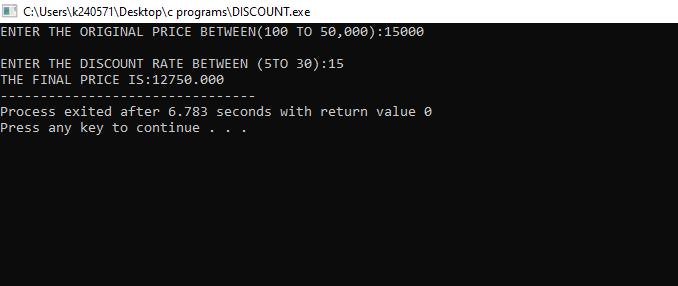 C:\Users\k240571\Desktop\c programs\DISCOUNT.exe
ENTER THE ORIGINAL PRICE BETWEEN(100 TO 50,000):15000
ENTER THE DISCOUNT RATE BETWEEN (5TO 30):15
THE FINAL PRICE IS:12750.000
--------------------------------
Process exited after 6.783 seconds with return value 0
Press any key to continue . . .